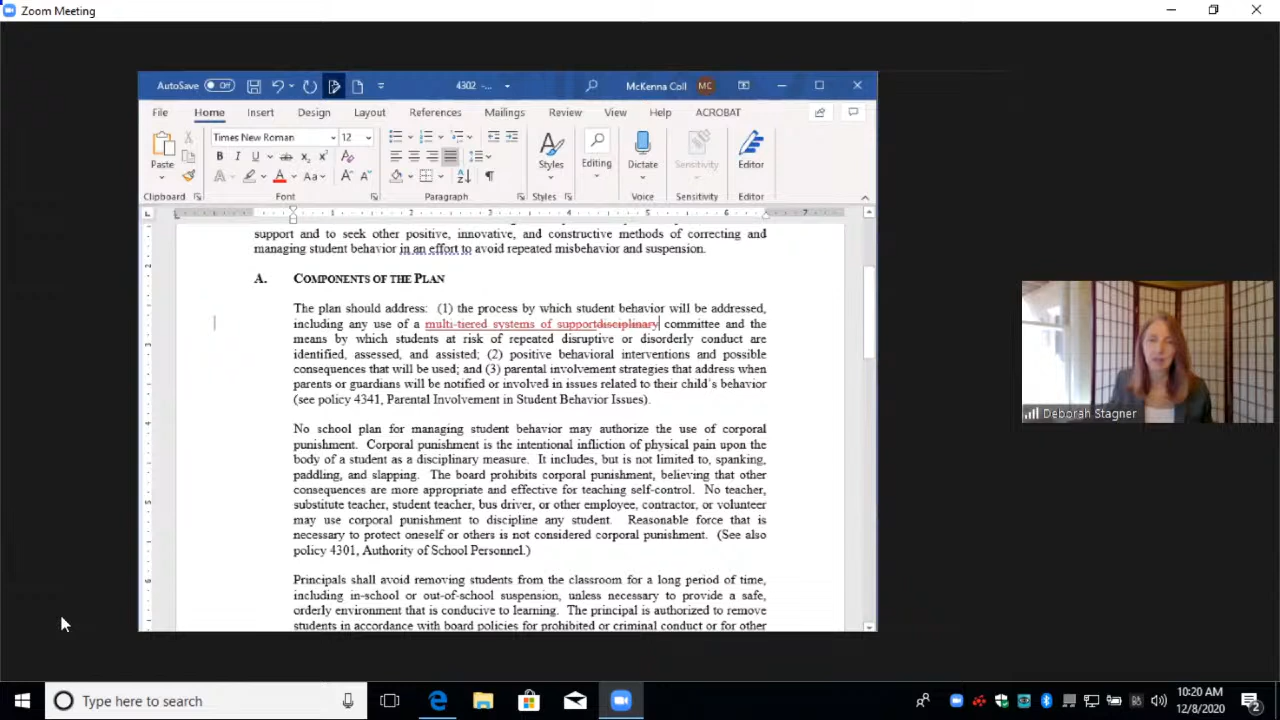 Zoom Meeting
AutoSave Off 4302 -... McKenna Coll MC
File Home Insert Design Layout References Mailings Review View Help ACROBAT
Times New Roman 12
Paste Styles Editing Dictate Sensitivity Editor
Clipboard Font Paragraph Styles Voice Sensitivity Editor
1 2 3 4 5 6 7
support and to seek other positive, innovative, and constructive methods of correcting and
managing student behavior in an effort to avoid repeated misbehavior and suspension.
A. COMPONENTS OF THE PLAN
The plan should address: (1) the process by which student behavior will be addressed,
including any use of a multi-tiered systems of supportdisciplinary committee and the
means by which students at risk of repeated disruptive or disorderly conduct are
identified, assessed, and assisted; (2) positive behavioral interventions and possible
consequences that will be used; and (3) parental involvement strategies that address when
parents or guardians will be notified or involved in issues related to their child's behavior
(see policy 4341, Parental Involvement in Student Behavior Issues).
No school plan for managing student behavior may authorize the use of corporal
punishment. Corporal punishment is the intentional infliction of physical pain upon the
body of a student as a disciplinary measure. It includes, but is not limited to, spanking,
paddling, and slapping. The board prohibits corporal punishment, believing that other
consequences are more appropriate and effective for teaching self-control. No teacher,
substitute teacher, student teacher, bus driver, or other employee, contractor, or volunteer
may use corporal punishment to discipline any student. Reasonable force that is
necessary to protect oneself or others is not considered corporal punishment. (See also
policy 4301, Authority of School Personnel.)
Principals shall avoid removing students from the classroom for a long period of time,
including in-school or out-of-school suspension, unless necessary to provide a safe,
orderly environment that is conducive to learning. The principal is authorized to remove
students in accordance with board policies for prohibited or criminal conduct or for other
Deborah Stagner
Type here to search
10:20 AM
12/8/2020
2